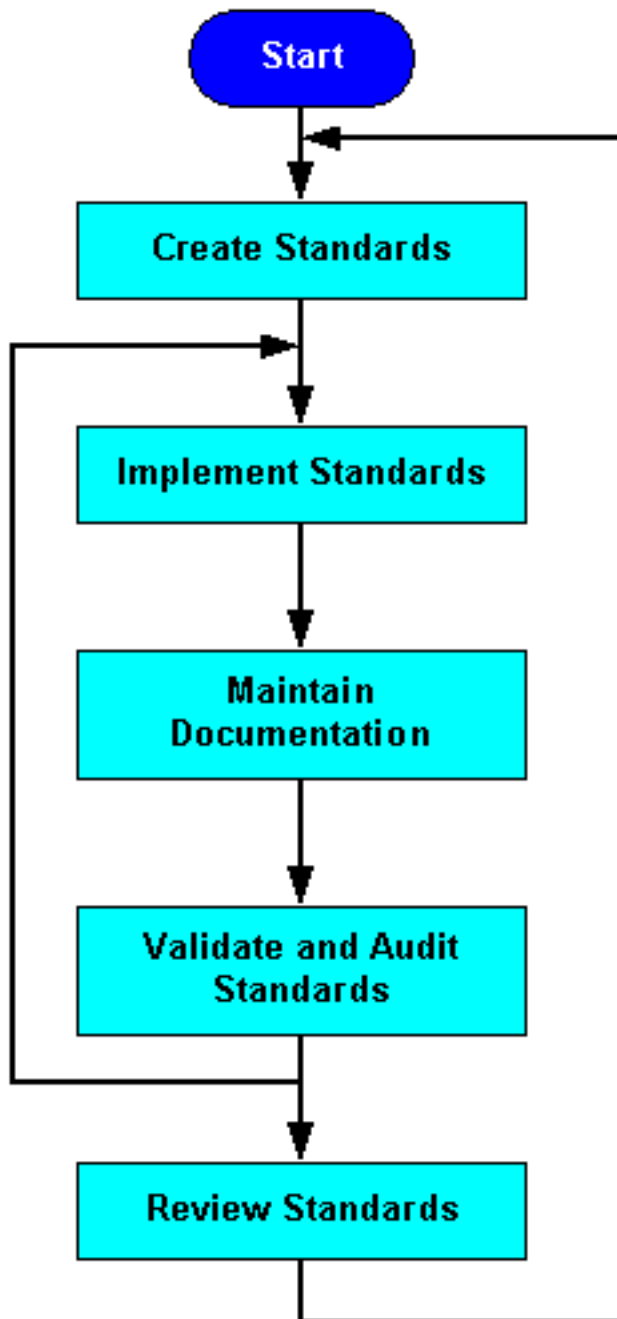 Start
Create Standards
Implement Standards
Maintain
Documentation
Validate and Audit
Standards
Review Standards